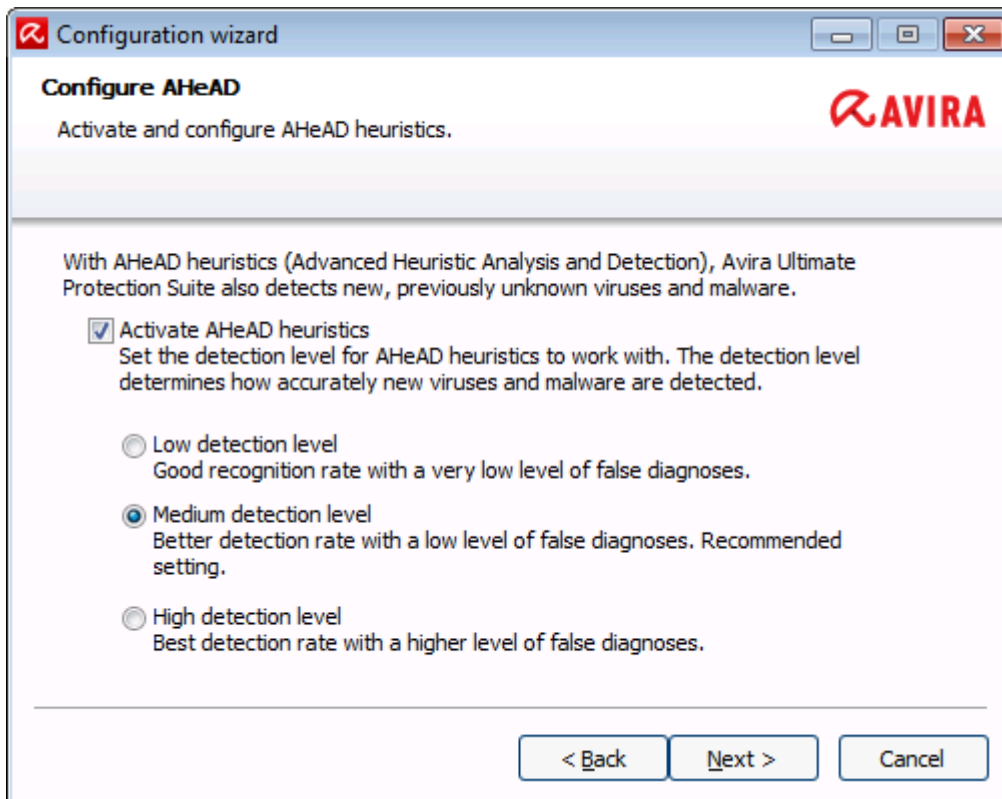 Configuration wizard
Configure AHeAD
Activate and configure AHeAD heuristics.
AVIRA
With AHeAD heuristics (Advanced Heuristic Analysis and Detection), Avira Ultimate
Protection Suite also detects new, previously unknown viruses and malware.
Activate AHeAD heuristics
Set the detection level for AHeAD heuristics to work with. The detection level
determines how accurately new viruses and malware are detected.
Low detection level
Good recognition rate with a very low level of false diagnoses.
Medium detection level
Better detection rate with a low level of false diagnoses. Recommended
setting.
High detection level
Best detection rate with a higher level of false diagnoses.
< Back
Next >
Cancel